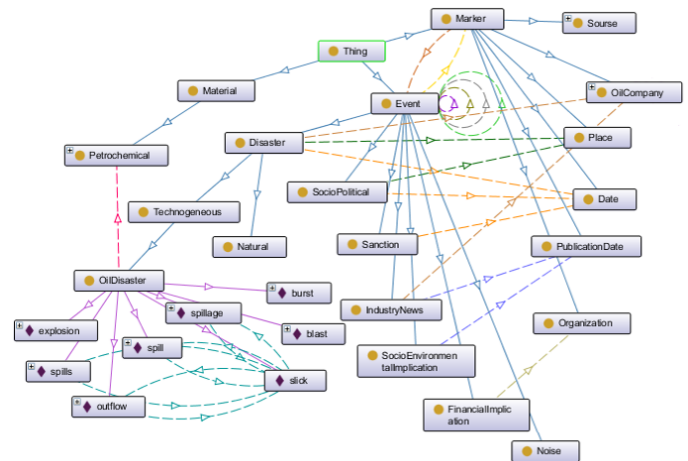 Marker
Sourse
Thing
Material
OilCompany
Event
Petrochemical
Disaster
Place
SocioPolitical
Date
Technogeneous
Natural
Sanction
PublicationDate
OilDisaster
burst
IndustryNews
spillage
Organization
explosion
blast
spill
SocioEnvironmen
talImplication
spills
slick
outflow
FinancialImplic
ation
Noise